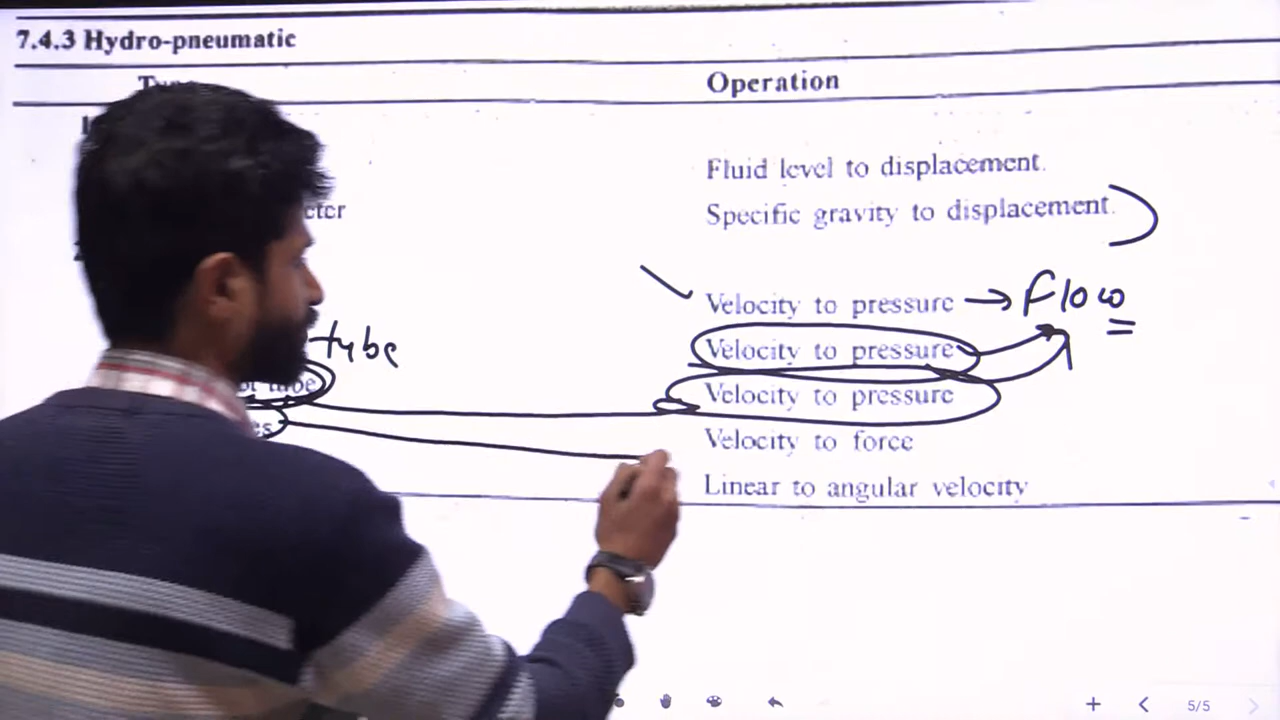 7.4.3 Hydro-pneumatic
Operation
Fluid level to displacement.
Specific gravity to displacement.
Velocity to pressure → flow
tube
Velocity to pressure
tube
Velocity to pressure
Velocity to force
Linear to angular velocity
5/5